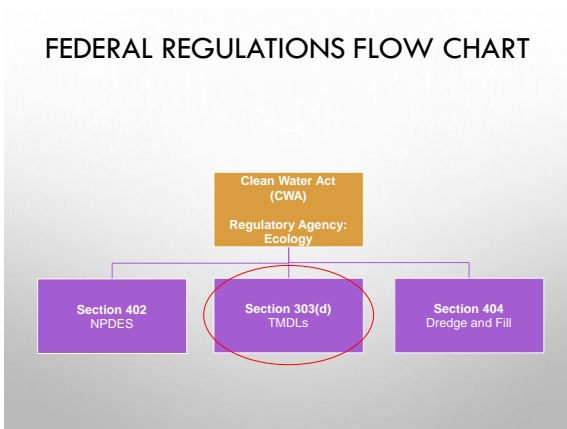 FEDERAL REGULATIONS FLOW CHART
Clean Water Act
(CWA)
Regulatory Agency:
Ecology
Section 402
NPDES
Section 303(d)
TMDLs
Section 404
Dredge and Fill